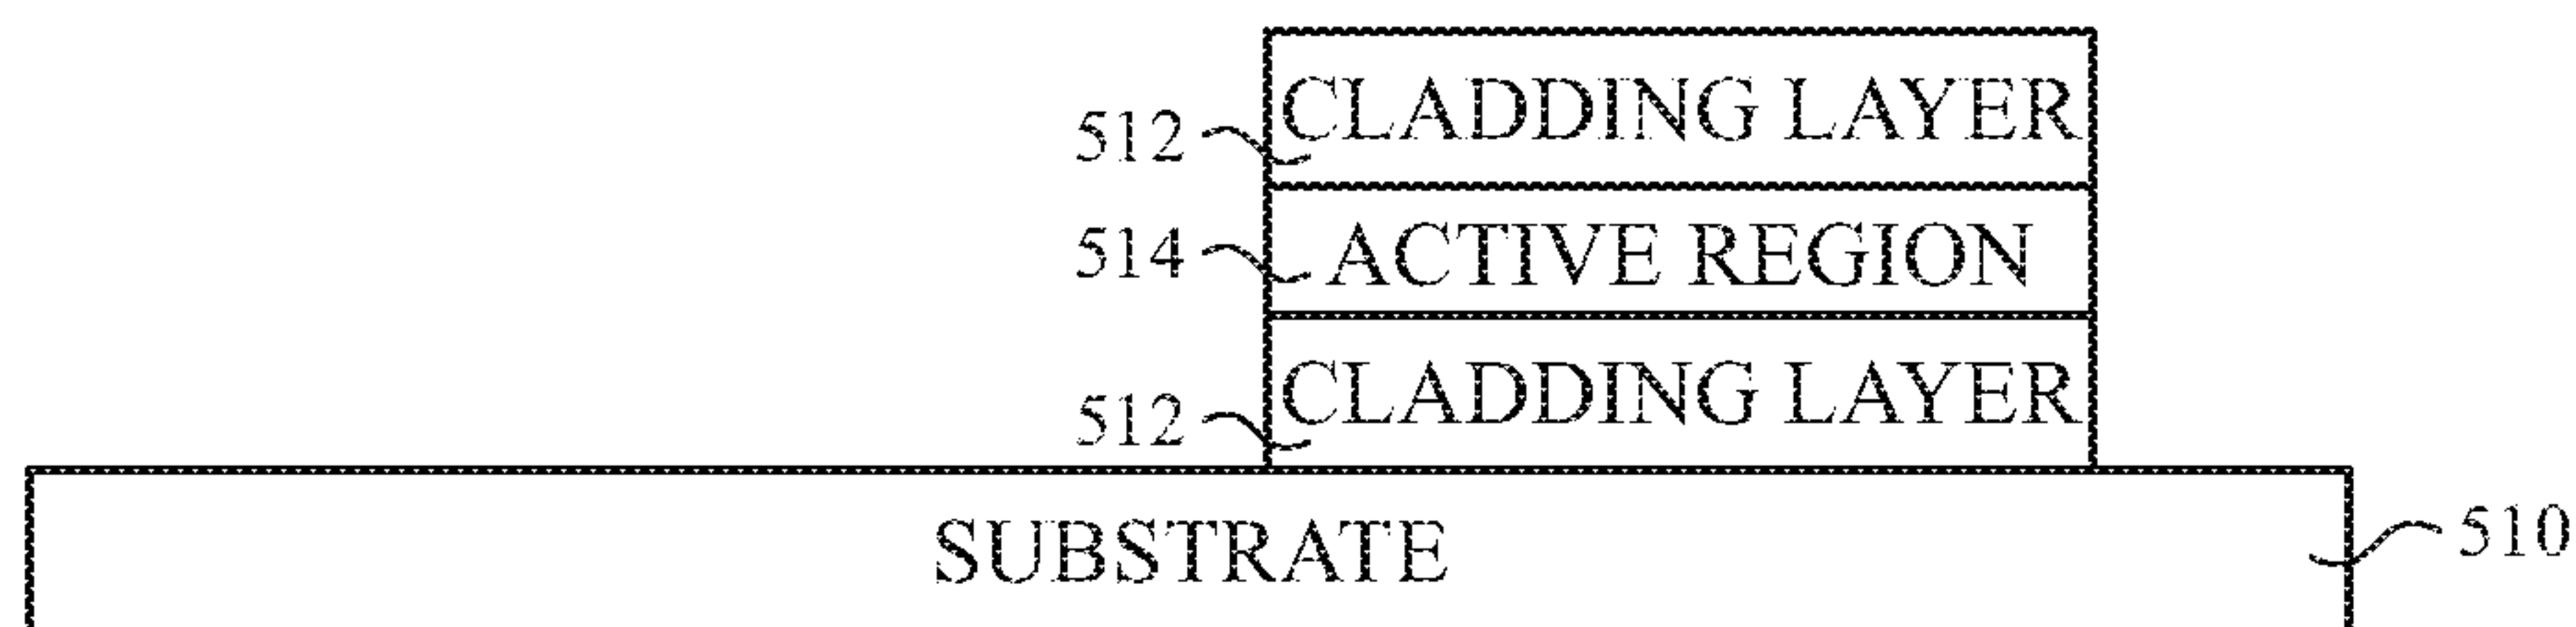 512 CLADDING LAYER
514 ACTIVE REGION
512 CLADDING LAYER
SUBSTRATE 510